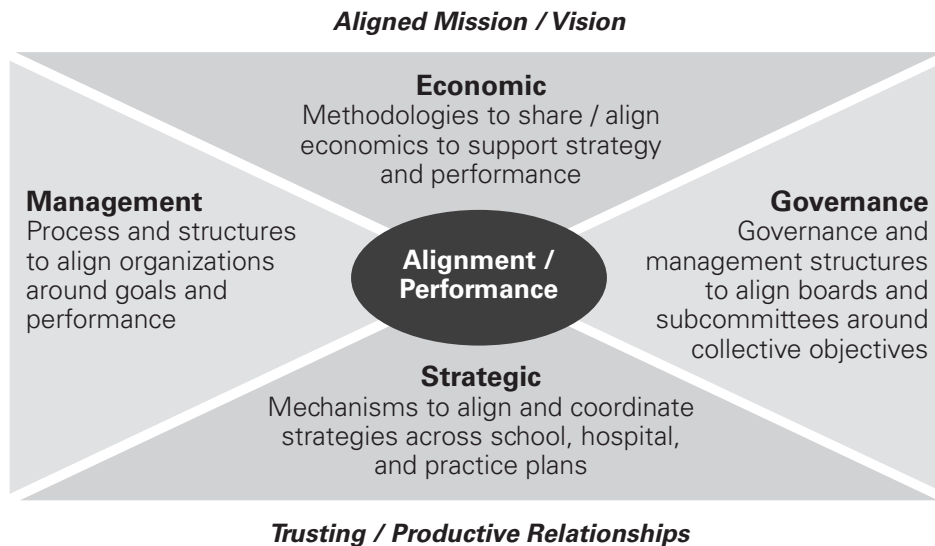 Aligned Mission / Vision
Economic
Methodologies to share / align
economics to support strategy
and performance
Management
Process and structures
to align organizations
around goals and
performance
Alignment /
Performance
Governance
Governance and
management structures
to align boards and
subcommittees around
collective objectives
Strategic
Mechanisms to align and coordinate
strategies across school, hospital,
and practice plans
Trusting / Productive Relationships